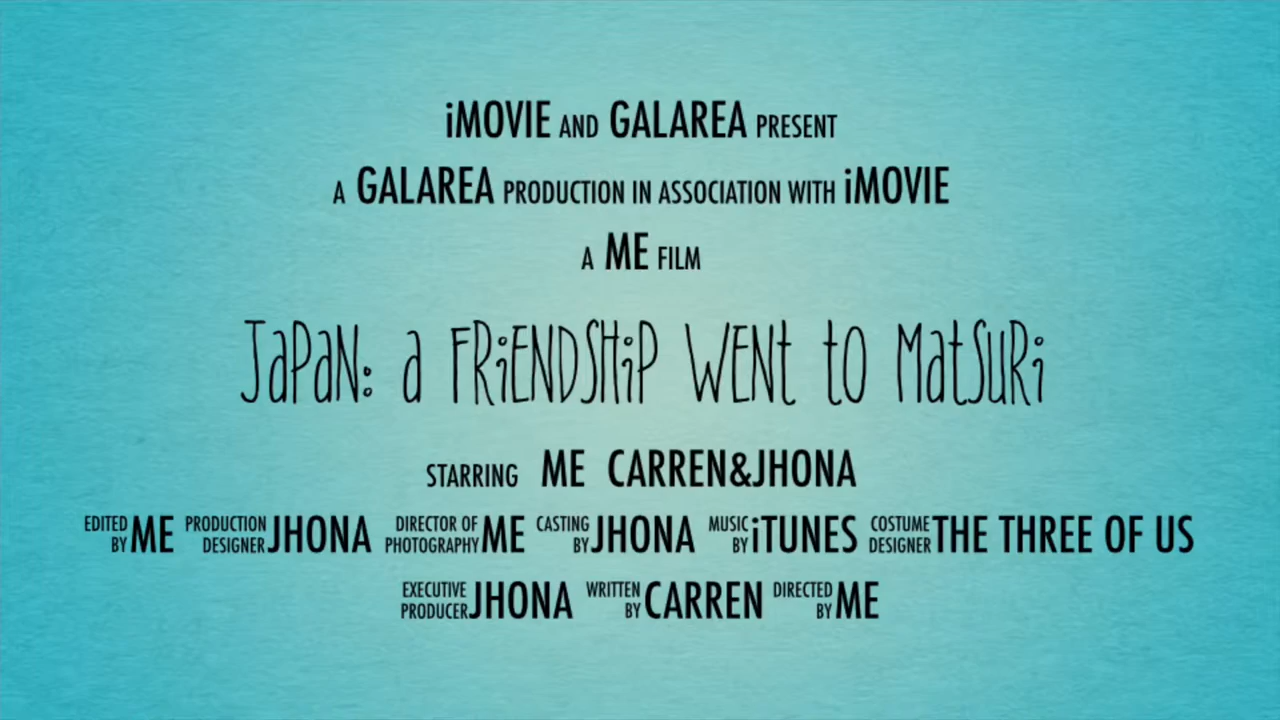 iMOVIE AND GALAREA PRESENT
A GALAREA PRODUCTION IN ASSOCIATION WITH iMOVIE
A ME FILM
JaPaN: a FRiENDSHiP WENt tO MatSURi
STARRING ME CARREN&JHONA
EDITED BY ME PRODUCTION DESIGNER JHONA DIRECTOR OF PHOTOGRAPHY ME CASTING BY JHONA MUSIC BY iTUNES COSTUME DESIGNER THE THREE OF US
EXECUTIVE PRODUCER JHONA WRITTEN BY CARREN DIRECTED BY ME